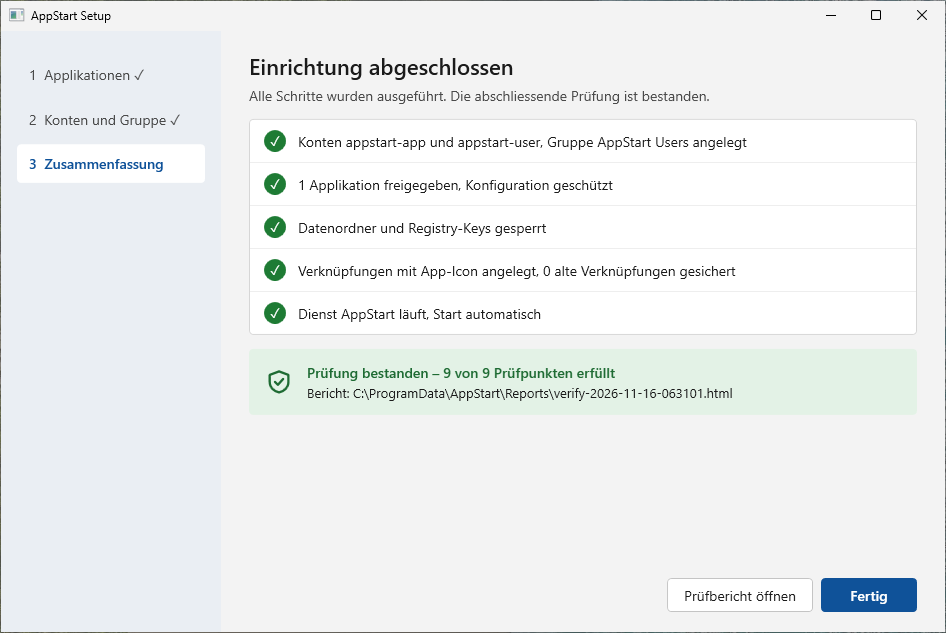 AppStart Setup
1 Applikationen ✓
2 Konten und Gruppe ✓
3 Zusammenfassung
Einrichtung abgeschlossen
Alle Schritte wurden ausgeführt. Die abschliessende Prüfung ist bestanden.
Konten appstart-app und appstart-user, Gruppe AppStart Users angelegt
1 Applikation freigegeben, Konfiguration geschützt
Datenordner und Registry-Keys gesperrt
Verknüpfungen mit App-Icon angelegt, 0 alte Verknüpfungen gesichert
Dienst AppStart läuft, Start automatisch
Prüfung bestanden – 9 von 9 Prüfpunkten erfüllt
Bericht: C:\ProgramData\AppStart\Reports\verify-2026-11-16-063101.html
Prüfbericht öffnen
Fertig